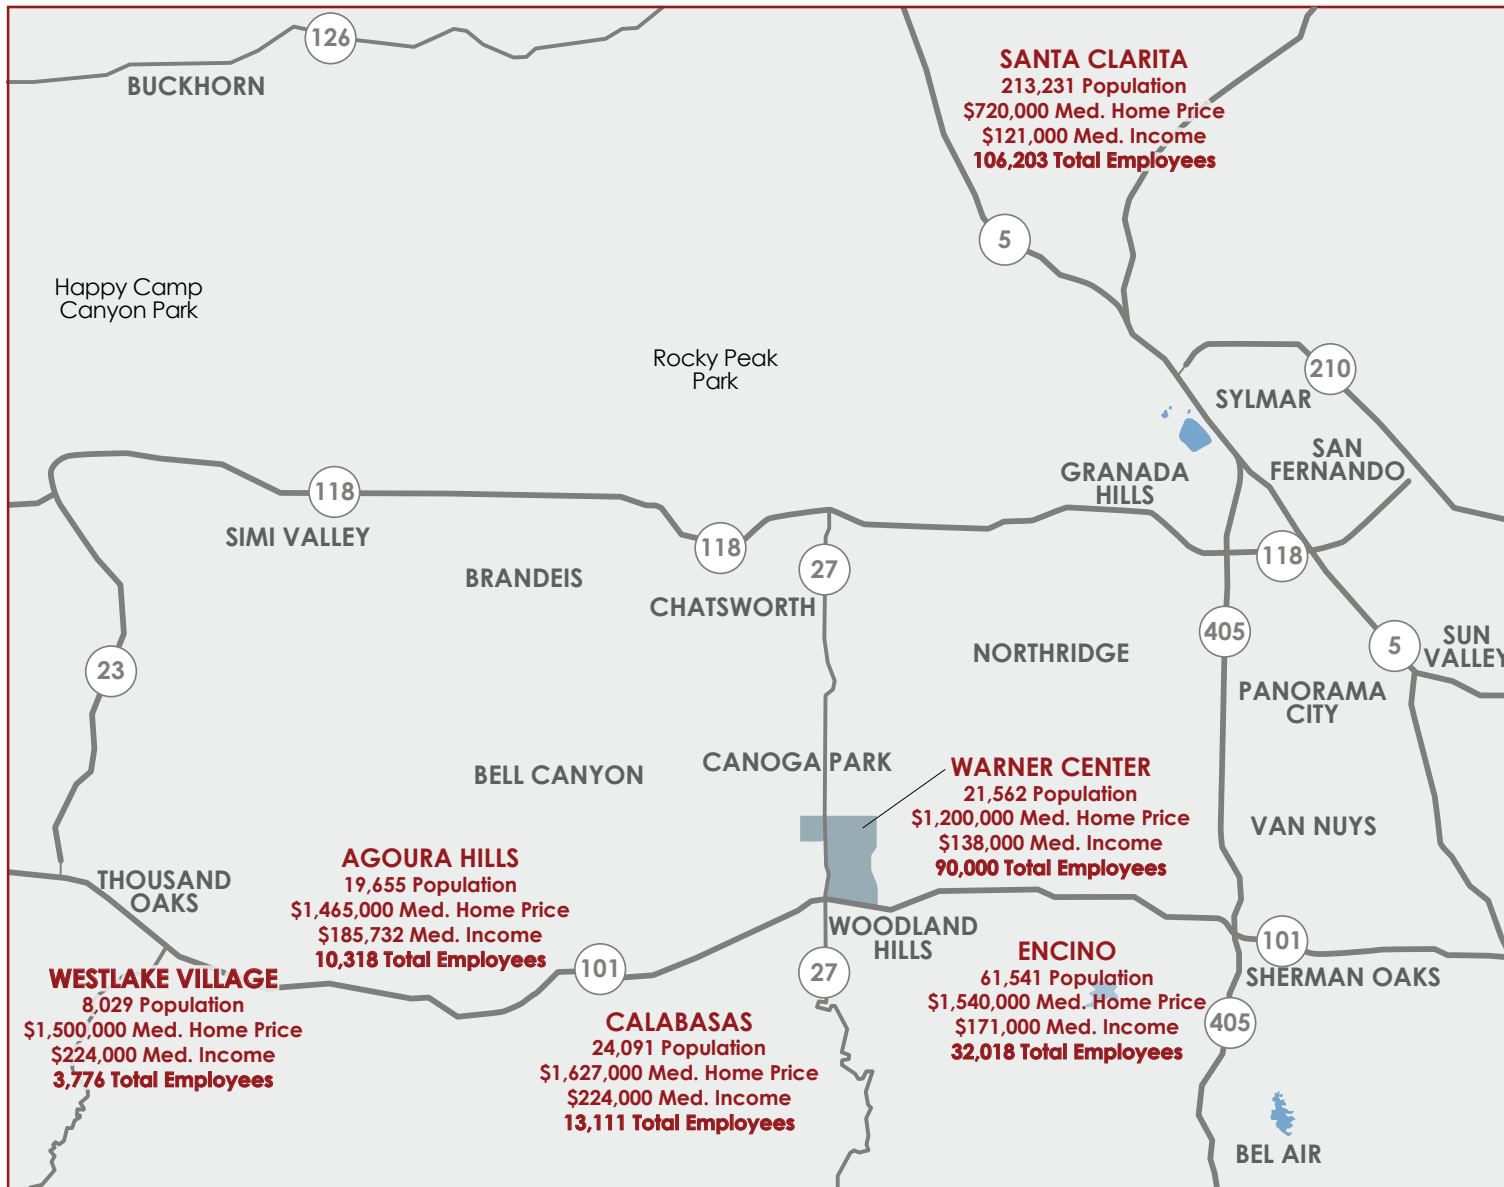 126
BUCKHORN
SANTA CLARITA
213,231 Population
$720,000 Med. Home Price
$121,000 Med. Income
106,203 Total Employees
5
Happy Camp
Canyon Park
Rocky Peak
Park
210
SYLMAR
SAN
FERNANDO
GRANADA
HILLS
118
SIMI VALLEY
118
118
27
BRANDEIS
CHATSWORTH
405
5
SUN
VALLEY
NORTHRIDGE
23
PANORAMA
CITY
CANOGA PARK
BELL CANYON
WARNER CENTER
21,562 Population
$1,200,000 Med. Home Price
$138,000 Med. Income
90,000 Total Employees
VAN NUYS
AGOURA HILLS
19,655 Population
$1,465,000 Med. Home Price
$185,732 Med. Income
10,318 Total Employees
THOUSAND
OAKS
WOODLAND
HILLS
101
101
27
SHERMAN OAKS
ENCINO
61,541 Population
$1,540,000 Med. Home Price
$171,000 Med. Income
32,018 Total Employees
WESTLAKE VILLAGE
8,029 Population
$1,500,000 Med. Home Price
$224,000 Med. Income
3,776 Total Employees
CALABASAS
24,091 Population
$1,627,000 Med. Home Price
$224,000 Med. Income
13,111 Total Employees
405
BEL AIR